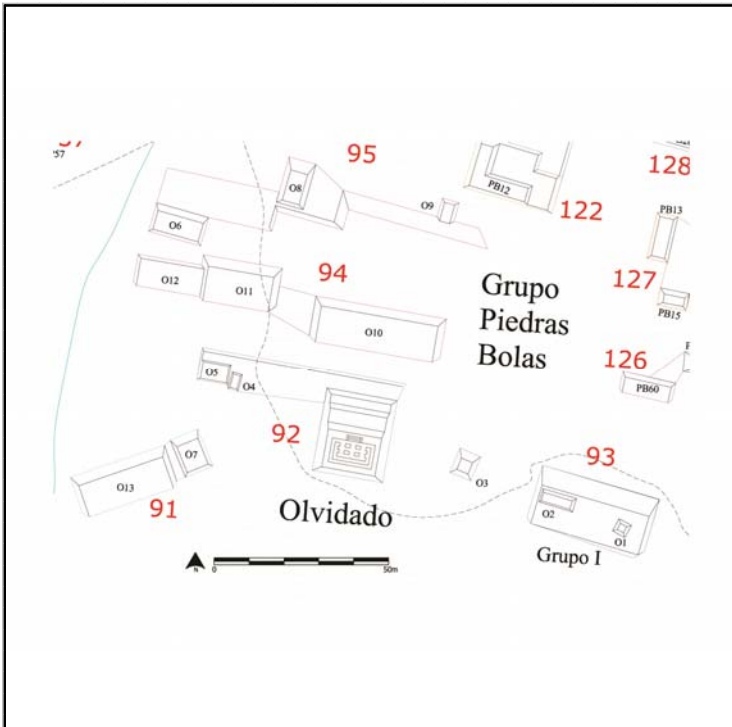 95
128
122
127
126
94
92
93
91
O8
O9
PB12
PB13
O6
O12
O11
O10
PB15
PB60
O5
O4
O7
O13
O3
O2
O1
Grupo
Piedras
Bolas
Olvidado
Grupo I
N
0
50m